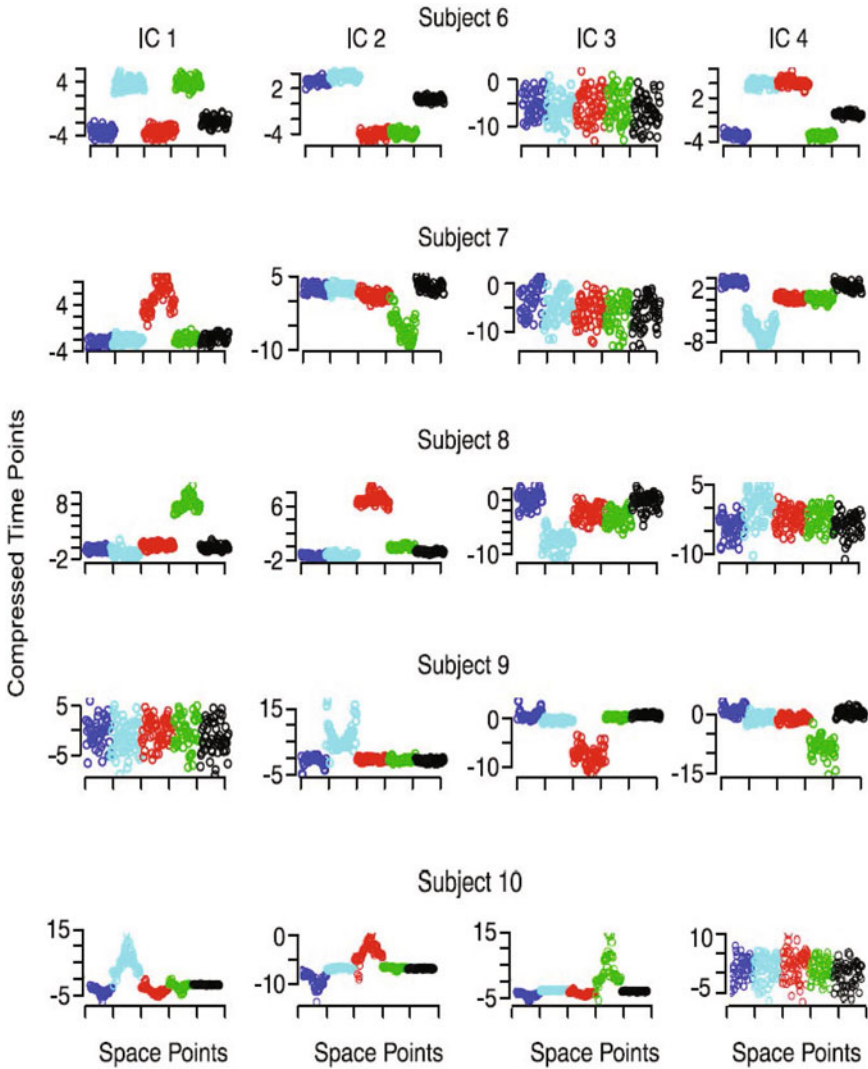 Subject 6
IC 1 IC 2 IC 3 IC 4
4 2 0 2
-4 -4 -10 -4
Subject 7
4 5 0 2
-4 -10 -10 -8
Subject 8
8 6 0 5
-2 -2 -10 -10
Subject 9
5 15 0 0
-5 -5 -10 -15
Subject 10
15 0 15 10
-5 -10 -5 -5
Space Points Space Points Space Points Space Points
Compressed Time Points